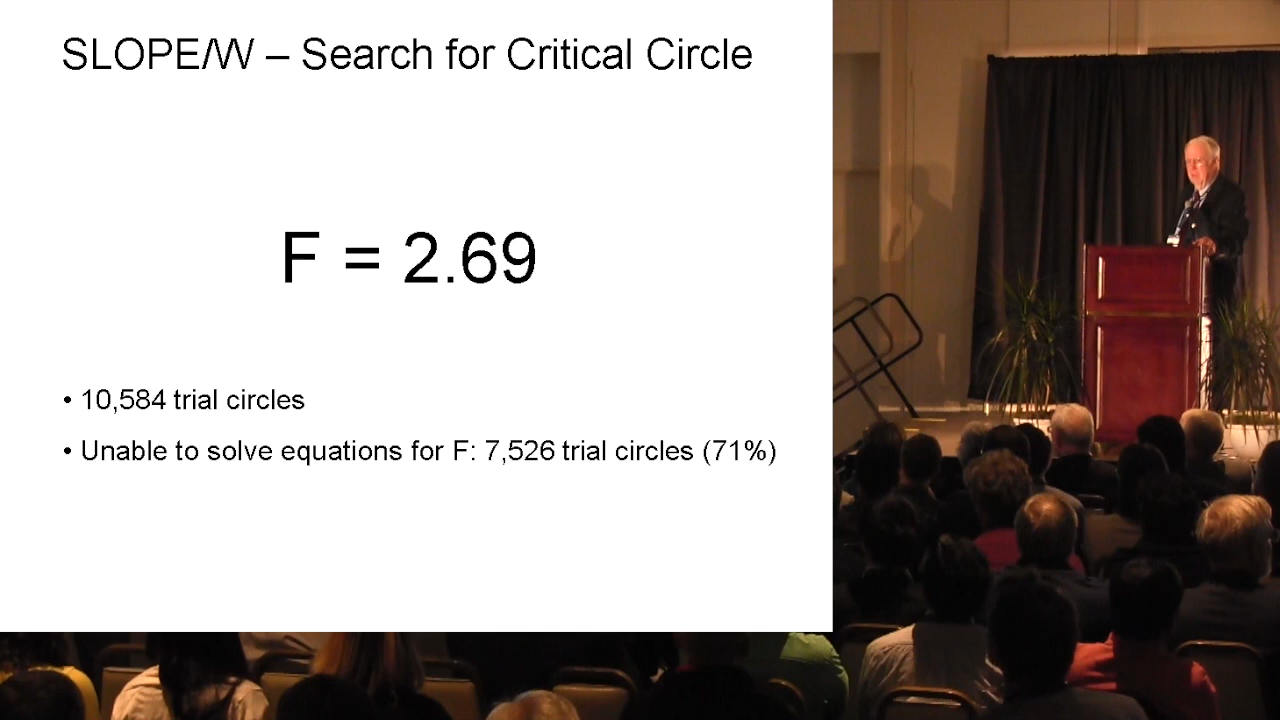 SLOPE/W – Search for Critical Circle
F = 2.69
• 10,584 trial circles
• Unable to solve equations for F: 7,526 trial circles (71%)